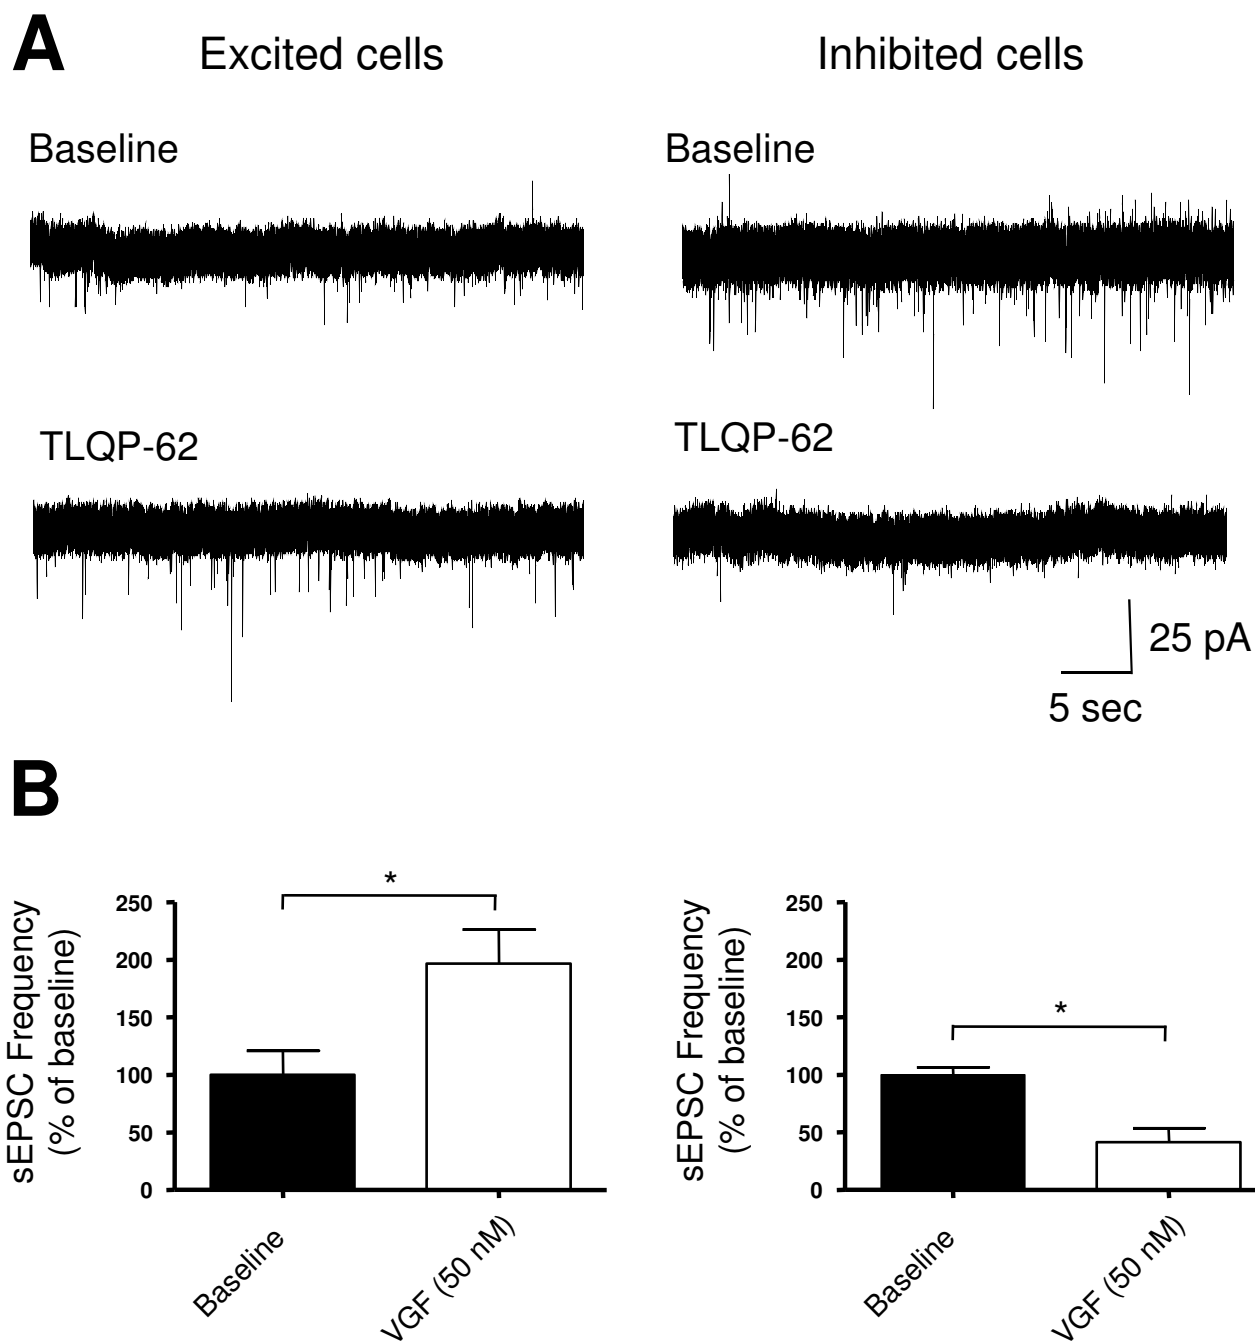 A
Excited cells
Inhibited cells
Baseline
Baseline
TLQP-62
TLQP-62
25 pA
5 sec
B
sEPSC Frequency
(% of baseline)
250
200
150
100
50
0
*
Baseline
VGF (50 nM)
sEPSC Frequency
(% of baseline)
250
200
150
100
50
0
*
Baseline
VGF (50 nM)